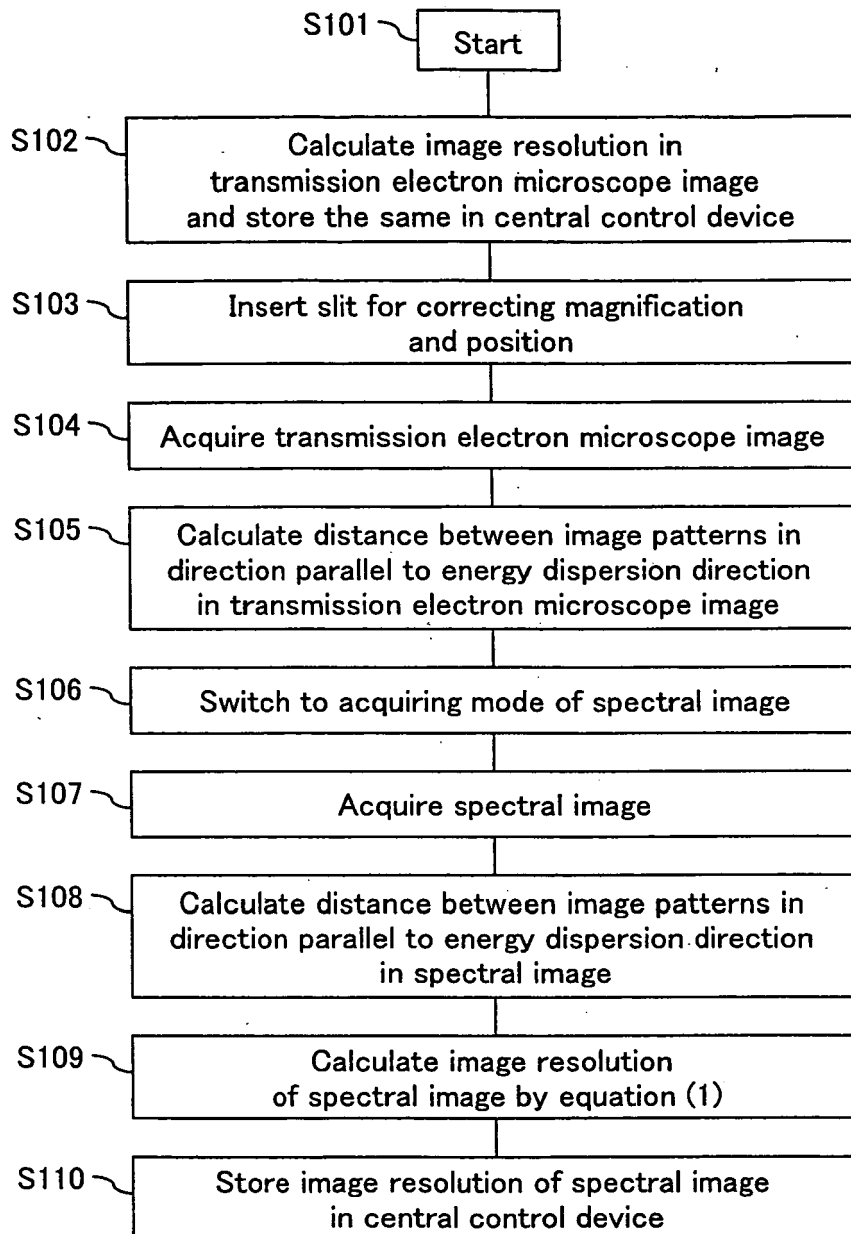 S101
Start
S102
Calculate image resolution in
transmission electron microscope image
and store the same in central control device
S103
Insert slit for correcting magnification
and position
S104
Acquire transmission electron microscope image
S105
Calculate distance between image patterns in
direction parallel to energy dispersion direction
in transmission electron microscope image
S106
Switch to acquiring mode of spectral image
S107
Acquire spectral image
S108
Calculate distance between image patterns in
direction parallel to energy dispersion direction
in spectral image
S109
Calculate image resolution
of spectral image by equation (1)
S110
Store image resolution of spectral image
in central control device